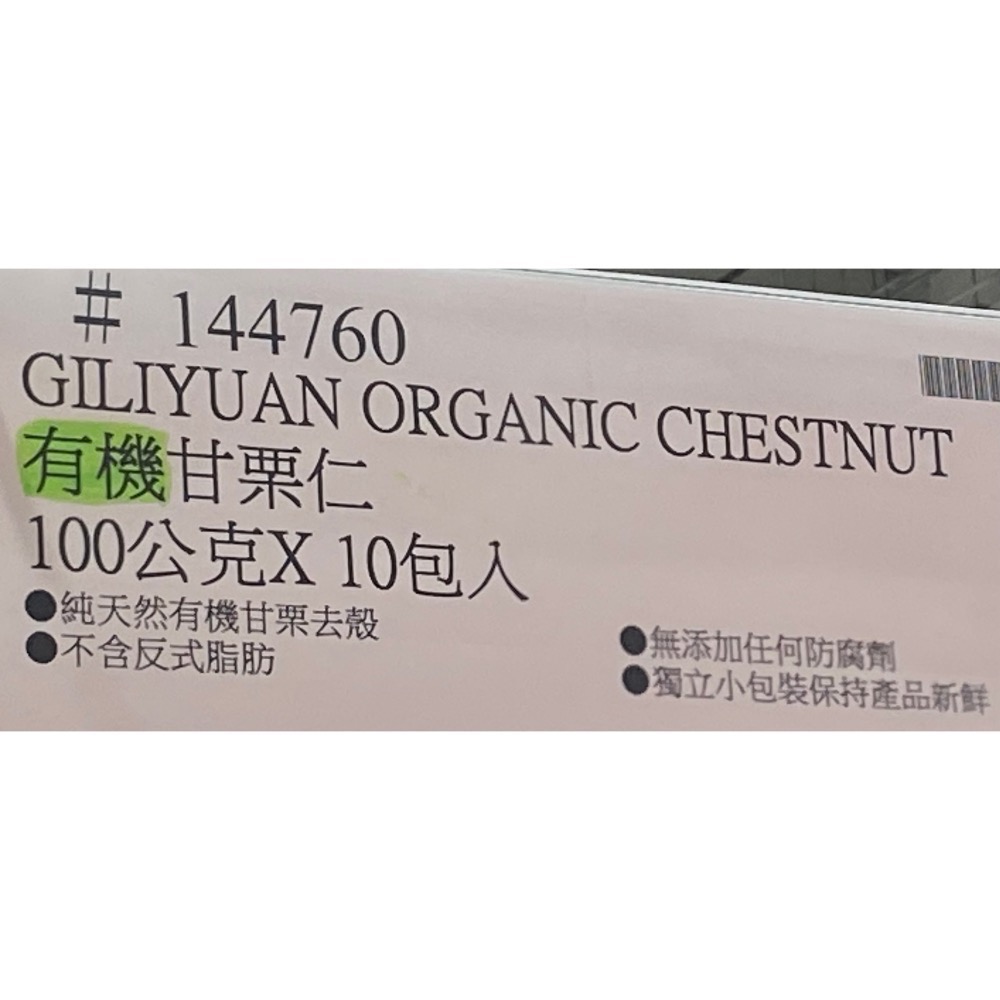 # 144760
GILIYUAN ORGANIC CHESTNUT
有機甘栗仁
100公克X 10包入
●純天然有機甘栗去殼
●不含反式脂肪
●無添加任何防腐劑
●獨立小包裝保持產品新鮮